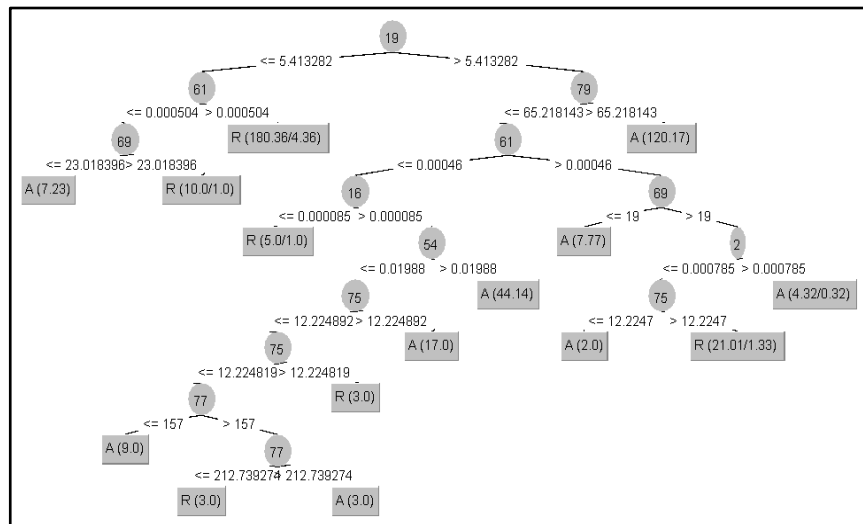 19
<= 5.413282 > 5.413282
61 79
<= 0.000504 > 0.000504 <= 65.218143> 65.218143
69 R (180.36/4.36) 61 A (120.17)
<= 23.018396> 23.018396 <= 0.00046 > 0.00046
A (7.23) R (10.0/1.0) 16 69
<= 0.000085 > 0.000085 <= 19 > 19
R (5.0/1.0) 54 A (7.77) 2
<= 0.01988 > 0.01988 <= 0.000785 > 0.000785
75 A (44.14) 75 A (4.32/0.32)
<= 12.224892> 12.224892 <= 12.2247 > 12.2247
75 A (17.0) A (2.0) R (21.01/1.33)
<= 12.224819> 12.224819
77 R (3.0)
<= 157 > 157
A (9.0) 77
<= 212.739274 212.739274
R (3.0) A (3.0)